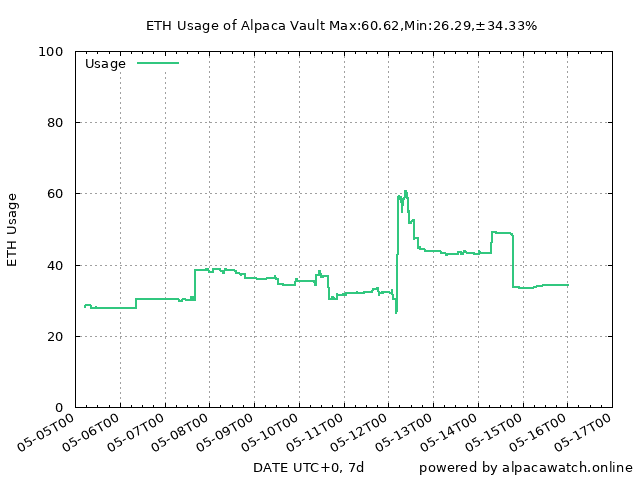 ETH Usage of Alpaca Vault Max:60.62,Min:26.29,±34.33%
Usage
100
80
60
40
20
0
ETH Usage
05-05T00
05-06T00
05-07T00
05-08T00
05-09T00
05-10T00
05-11T00
05-12T00
05-13T00
05-14T00
05-15T00
05-16T00
05-17T00
DATE UTC+0, 7d
powered by alpacawatch.online